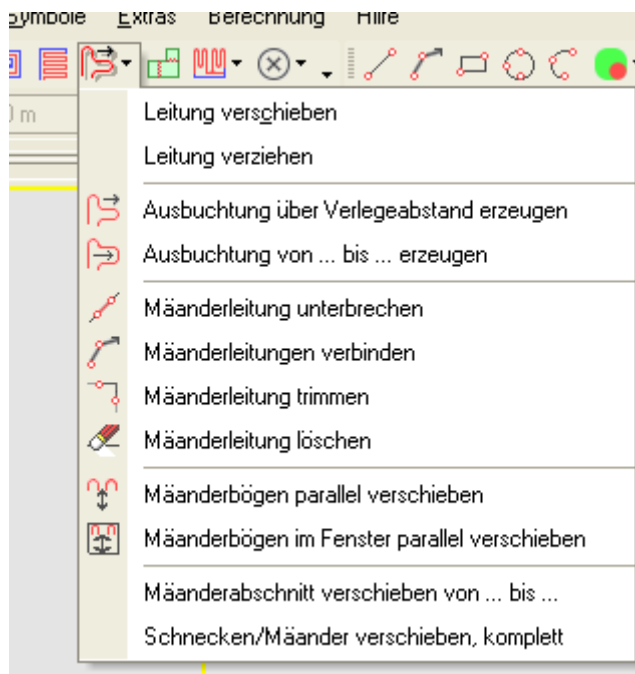 Symbole Extras Berechnung Hilfe
0 m
Leitung verschieben
Leitung verziehen
Ausbuchtung über Verlegeabstand erzeugen
Ausbuchtung von ... bis ... erzeugen
Mäanderleitung unterbrechen
Mäanderleitungen verbinden
Mäanderleitung trimmen
Mäanderleitung löschen
Mäanderbögen parallel verschieben
Mäanderbögen im Fenster parallel verschieben
Mäanderabschnitt verschieben von ... bis ...
Schnecken/Mäander verschieben, komplett